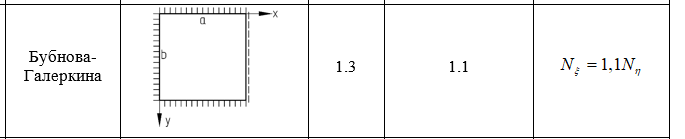 Бубнова-
Галеркина
a
x
b
y
1.3
1.1
N_ξ = 1,1N_η